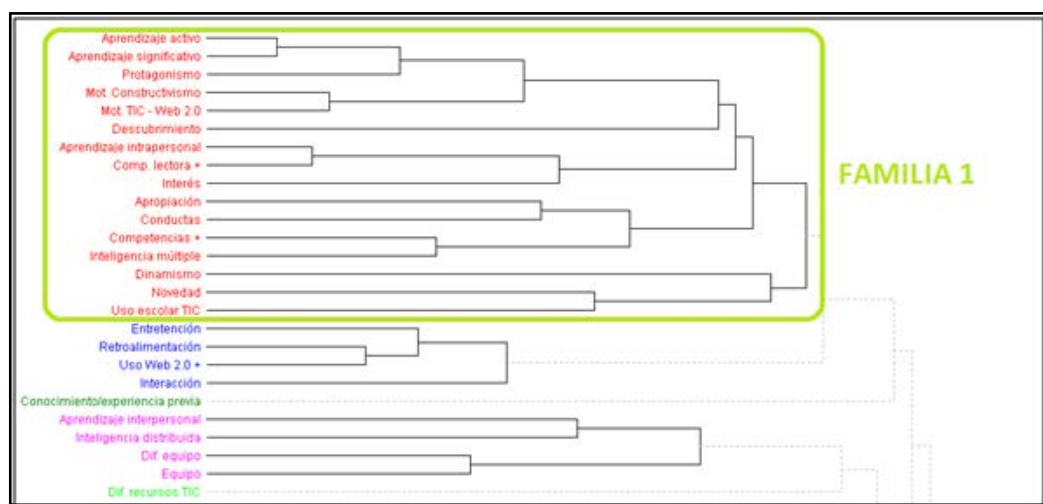 Aprendizaje activo
Aprendizaje significativo
Protagonismo
Mot. Constructivismo
Mot. TIC - Web 2.0
Descubrimiento
Aprendizaje intrapersonal
Comp. lectora +
Interés
FAMILIA 1
Apropiación
Conductas
Competencias +
Inteligencia múltiple
Dinamismo
Novedad
Uso escolar TIC
Entretención
Retroalimentación
Uso Web 2.0 +
Interacción
Conocimiento/experiencia previa
Aprendizaje interpersonal
Inteligencia distribuida
Dif. equipo
Equipo
Dif. recursos TIC